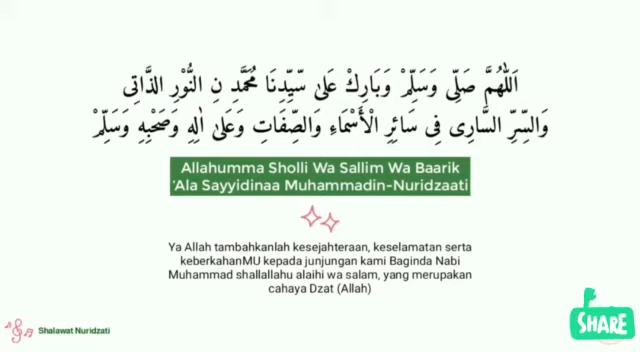 اَللّٰهُمَّ صَلِّى وَسَلِّمْ وَبَارِكْ عَلىٰ سَيِّدِنَا مُحَمَّدِ نِ النُّوْرِ الذَّاتِى
وَالسِّرِّ السَّارِى فِى سَائِرِ الْأَسْمَاءِ وَالصِّفَاتِ وَعَلىٰ اٰلِهِ وَصَحْبِهِ وَسَلِّمْ
Allahumma Sholli Wa Sallim Wa Baarik
'Ala Sayyidinaa Muhammadin-Nuridzaati
Ya Allah tambahkanlah kesejahteraan, keselamatan serta
keberkahanMU kepada junjungan kami Baginda Nabi
Muhammad shallallahu alaihi wa salam, yang merupakan
cahaya Dzat (Allah)
Shalawat Nuridzati
SHARE